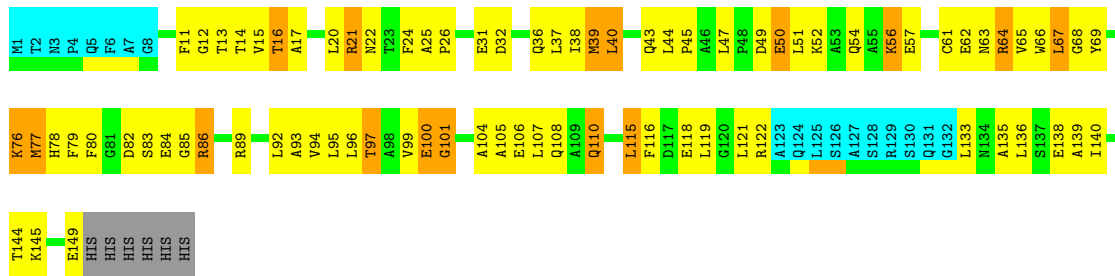 M1 T2 N3 P4 Q5 F6 A7 G8 F11 G12 T13 T14 V15 T16 A17 L20 R21 N22 T23 F24 A25 P26 E31 D32 Q36 L37 I38 M39 L40 Q43 L44 P45 A46 L47 P48 D49 E50 L51 K52 A53 Q54 A55 K56 E57 C61 E62 N63 R64 V65 W66 L67 G68 Y69
K76 M77 H78 F79 F80 G81 D82 S83 E84 G85 R86 R89 L92 A93 V94 L95 L96 T97 A98 V99 E100 G101 A104 A105 E106 L107 Q108 A109 Q110 L115 F116 D117 E118 L119 G120 L121 R122 A123 Q124 L125 S126 A127 S128 R129 S130 Q131 G132 L133 N134 A135 L136 S137 E138 A139 I140
T144 K145 E149 HIS HIS HIS HIS HIS HIS